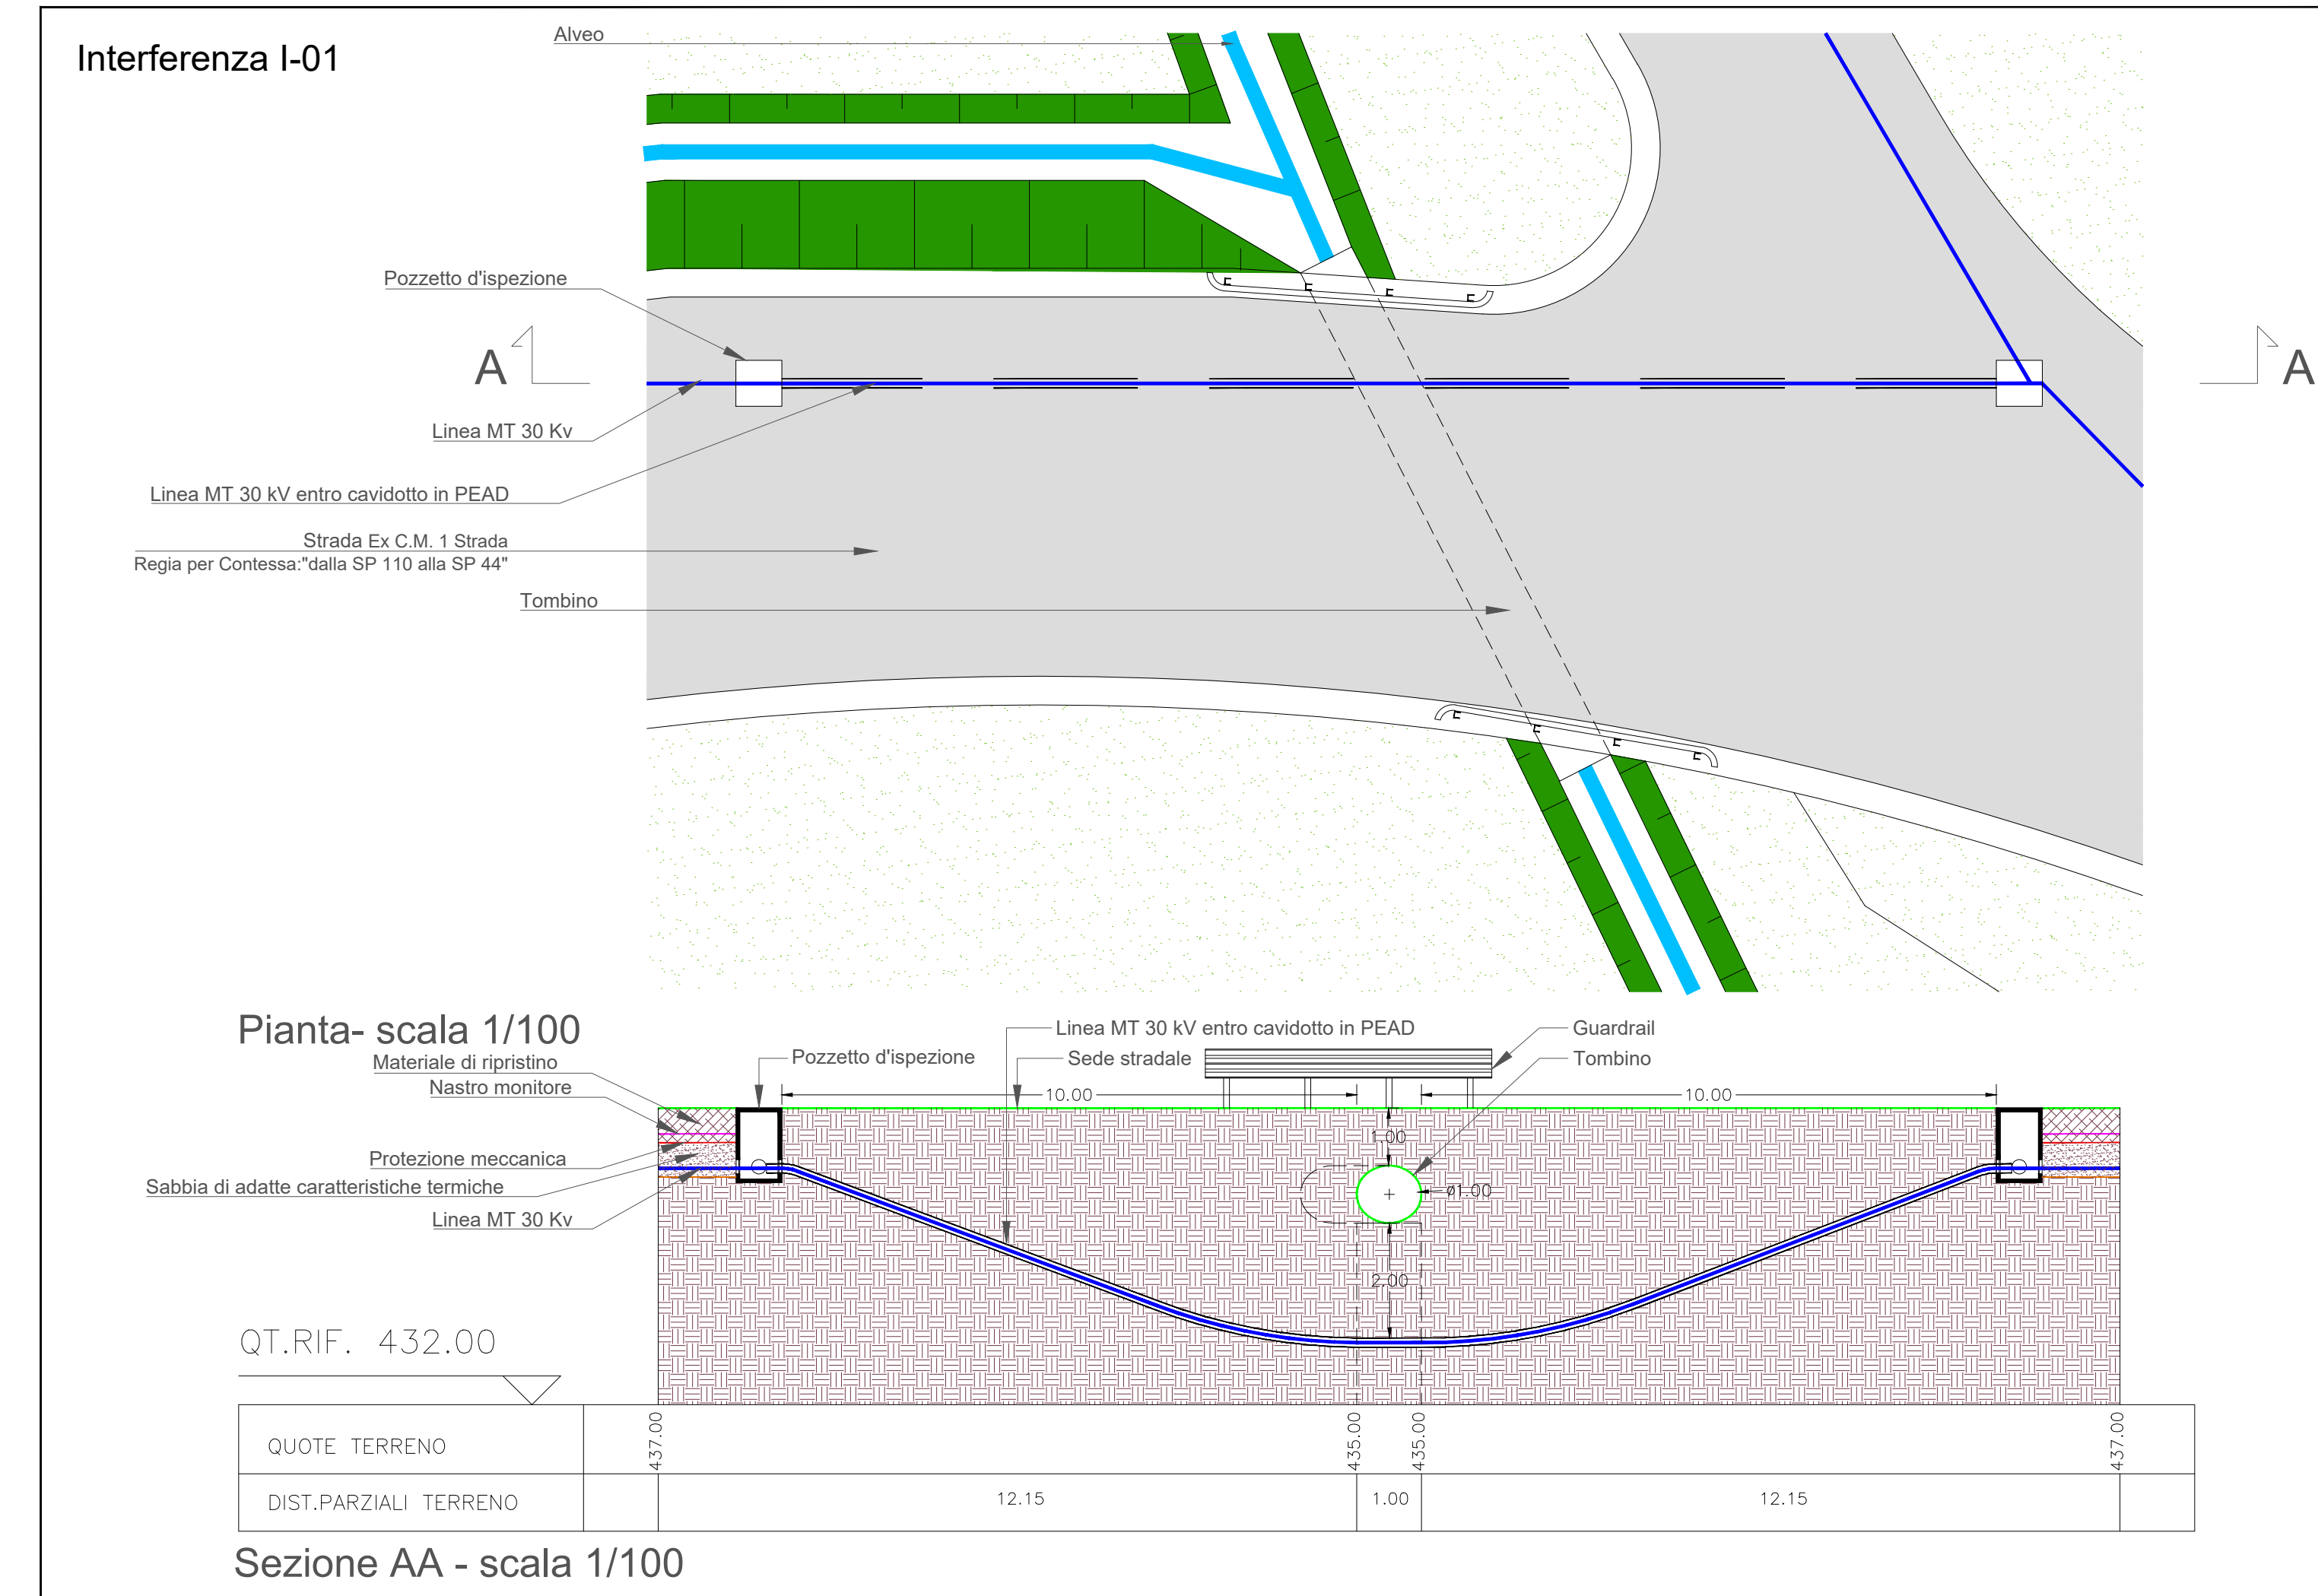 Interferenza I-01
Alveo
Pozzetto d'ispezione
A
A
Linea MT 30 Kv
Linea MT 30 kV entro cavidotto in PEAD
Strada Ex C.M. 1 Strada
Regia per Contessa:"dalla SP 110 alla SP 44"
Tombino
Pianta- scala 1/100
Materiale di ripristino
Nastro monitore
Protezione meccanica
Sabbia di adatte caratteristiche termiche
Linea MT 30 Kv
Pozzetto d'ispezione
Linea MT 30 kV entro cavidotto in PEAD
Sede stradale
Guardrail
Tombino
10.00
10.00
1.00
ø1.00
2.00
QT.RIF. 432.00
QUOTE TERRENO
437.00
435.00
435.00
437.00
DIST.PARZIALI TERRENO
12.15
1.00
12.15
Sezione AA - scala 1/100